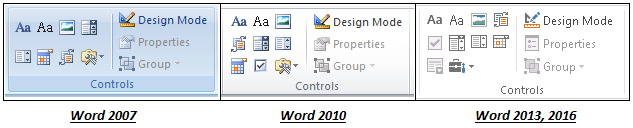 Aa Aa Design Mode
Properties
Group
Controls
Aa Aa Design Mode
Properties
Group
Controls
Aa Aa Design Mode
Properties
Group
Controls
Word 2007 Word 2010 Word 2013, 2016